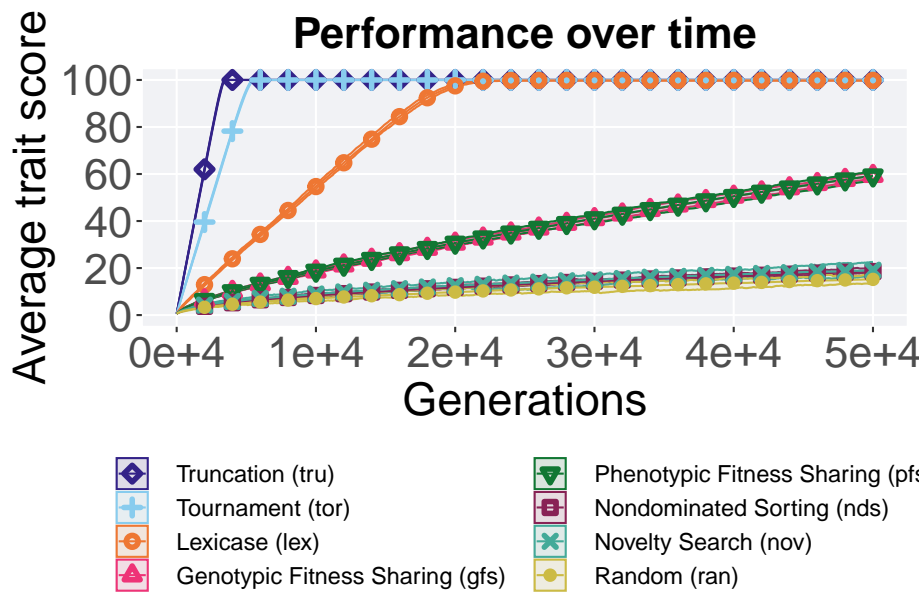 Performance over time
Average trait score
100
80
60
40
20
0
0e+4 1e+4 2e+4 3e+4 4e+4 5e+4
Generations
Truncation (tru)
Tournament (tor)
Lexicase (lex)
Genotypic Fitness Sharing (gfs)
Phenotypic Fitness Sharing (pfs
Nondominated Sorting (nds)
Novelty Search (nov)
Random (ran)